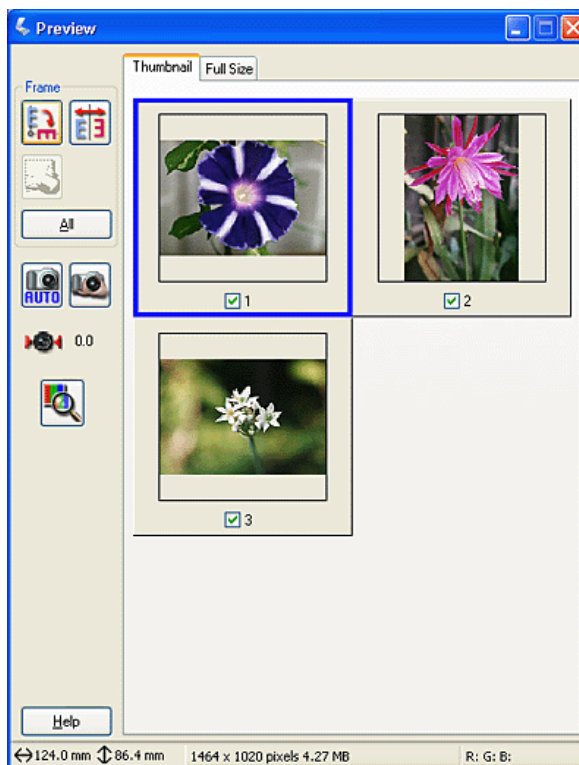 Preview
Thumbnail Full Size
Frame
All
AUTO
0.0
1
2
3
Help
124.0 mm 86.4 mm 1464 x 1020 pixels 4.27 MB R: G: B: